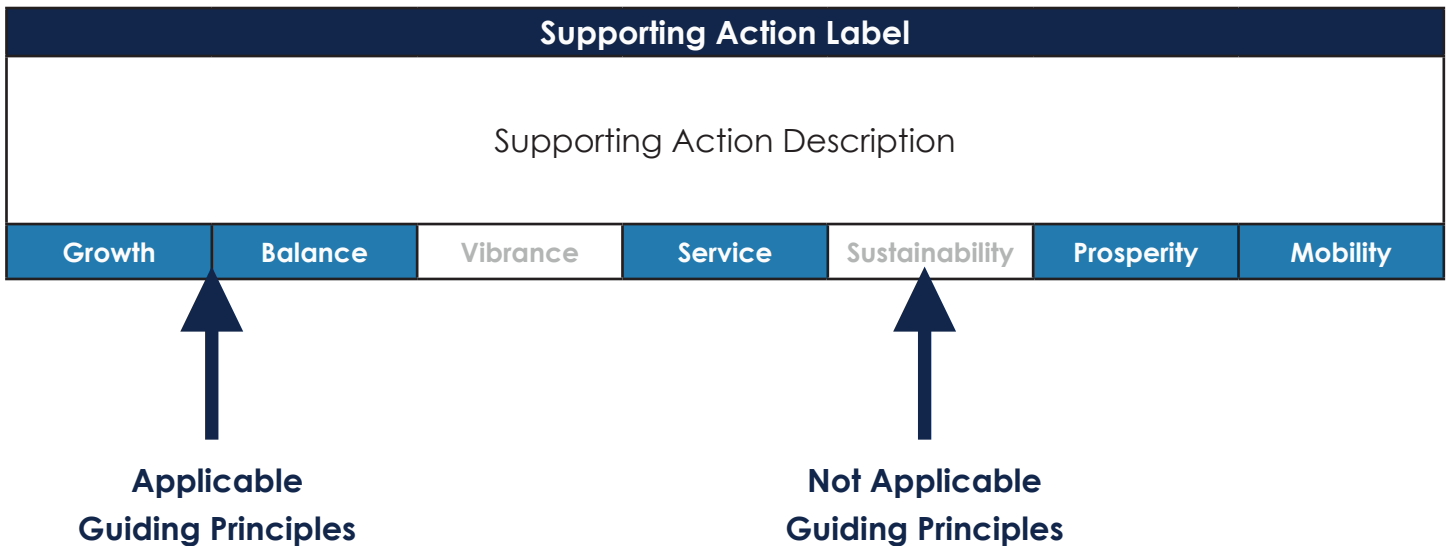 Supporting Action Label
Supporting Action Description
Growth Balance Vibrance Service Sustainability Prosperity Mobility
Applicable
Guiding Principles
Not Applicable
Guiding Principles